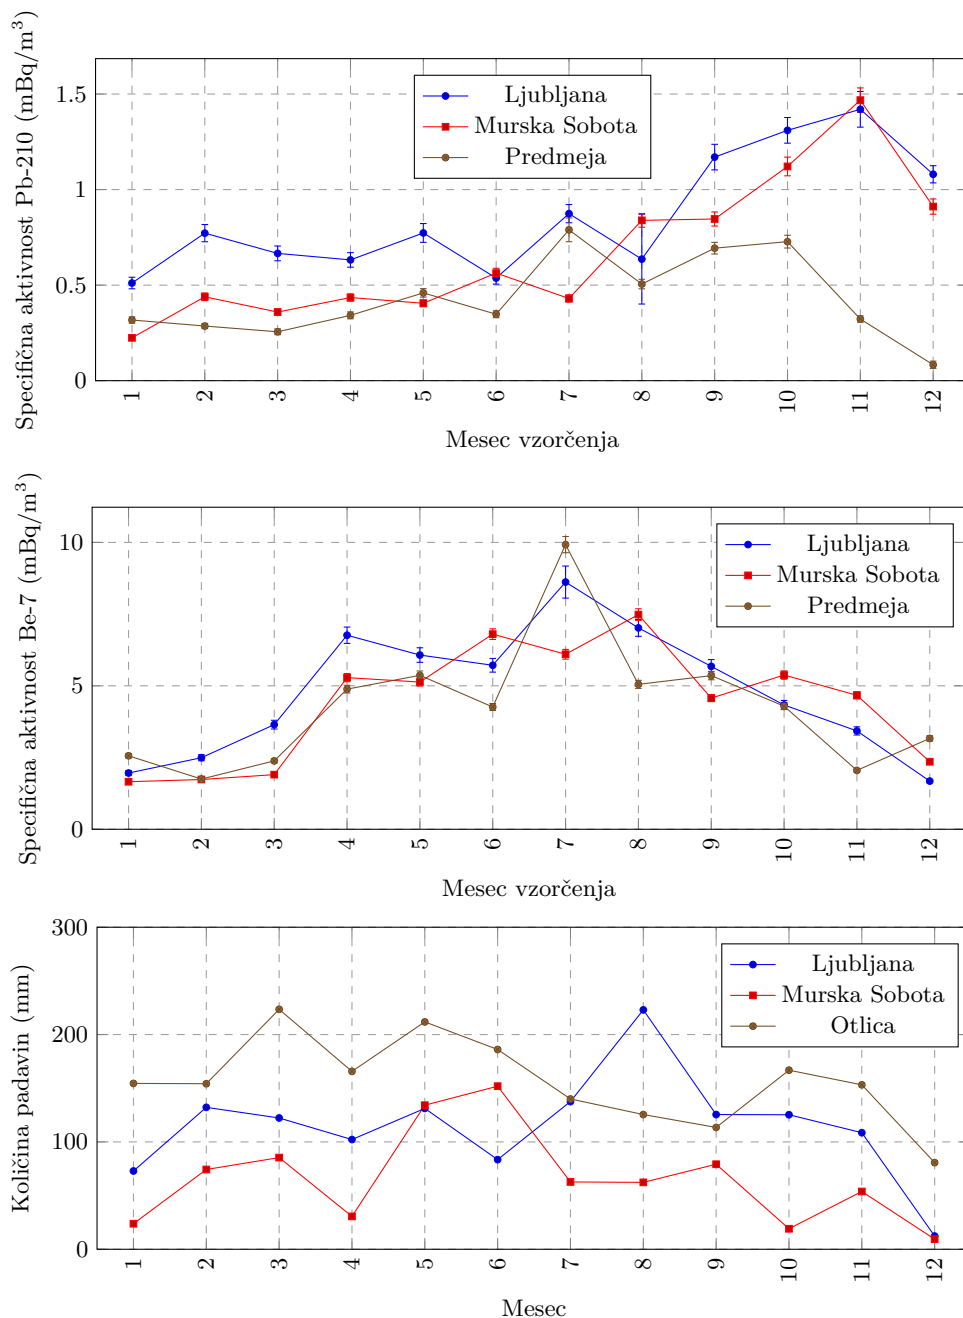 Specifična aktivnost Pb-210 (mBq/m³)
1.5
1
0.5
0
Ljubljana
Murska Sobota
Predmeja
1 2 3 4 5 6 7 8 9 10 11 12
Mesec vzorčenja
Specifična aktivnost Be-7 (mBq/m³)
10
5
0
Ljubljana
Murska Sobota
Predmeja
1 2 3 4 5 6 7 8 9 10 11 12
Mesec vzorčenja
Količina padavin (mm)
300
200
100
0
Ljubljana
Murska Sobota
Otlica
1 2 3 4 5 6 7 8 9 10 11 12
Mesec